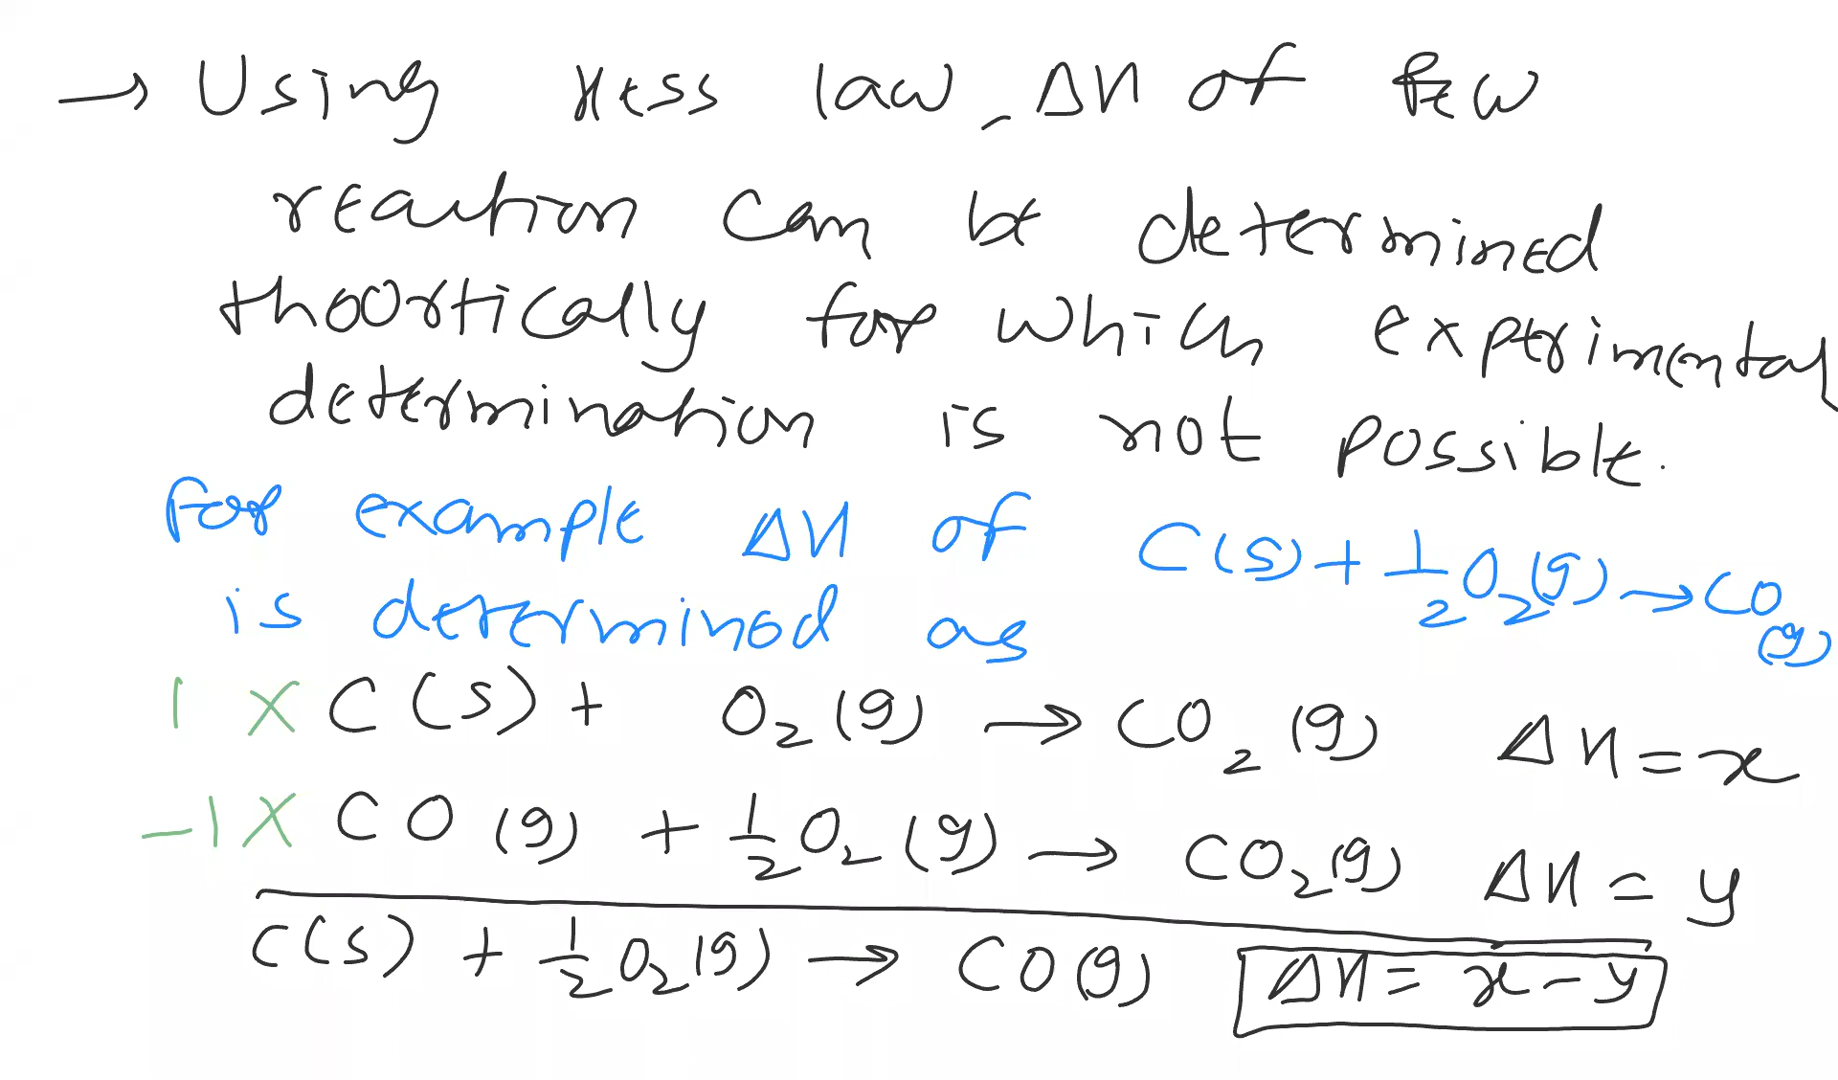 → Using Hess law, ΔH of few
reaction can be determined
thoortically for which experimental
determination is not possible.
for example ΔH of C(s) + 1/2 O₂(g) → CO(g)
is determined as
1 × C(s) + O₂(g) → CO₂(g) ΔH = x
-1 × CO(g) + 1/2 O₂(g) → CO₂(g) ΔH = y
C(s) + 1/2 O₂(g) → CO(g) ΔH = x - y